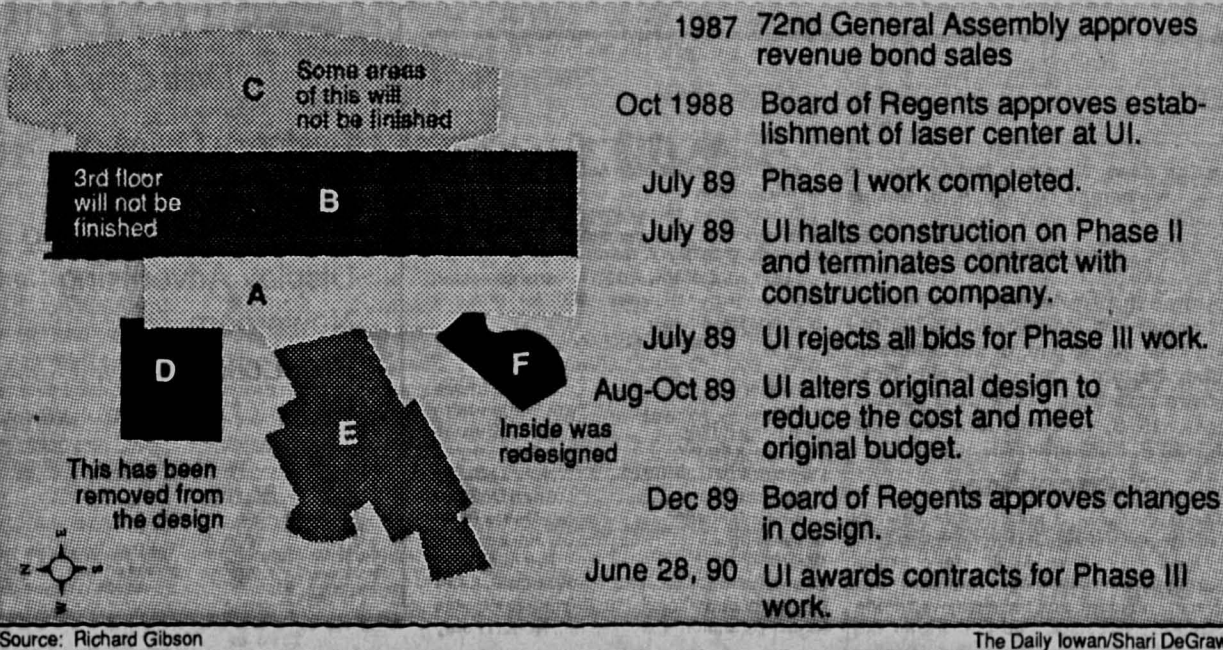 C
Some areas
of this will
not be finished
3rd floor
will not be
finished
B
A
D
F
E
Inside was
redesigned
This has been
removed from
the design
E
N S
W
1987 72nd General Assembly approves
revenue bond sales
Oct 1988 Board of Regents approves estab-
lishment of laser center at UI.
July 89 Phase I work completed.
July 89 UI halts construction on Phase II
and terminates contract with
construction company.
July 89 UI rejects all bids for Phase III work.
Aug-Oct 89 UI alters original design to
reduce the cost and meet
original budget.
Dec 89 Board of Regents approves changes
in design.
June 28, 90 UI awards contracts for Phase III
work.
Source: Richard Gibson
The Daily Iowan/Shari DeGraw